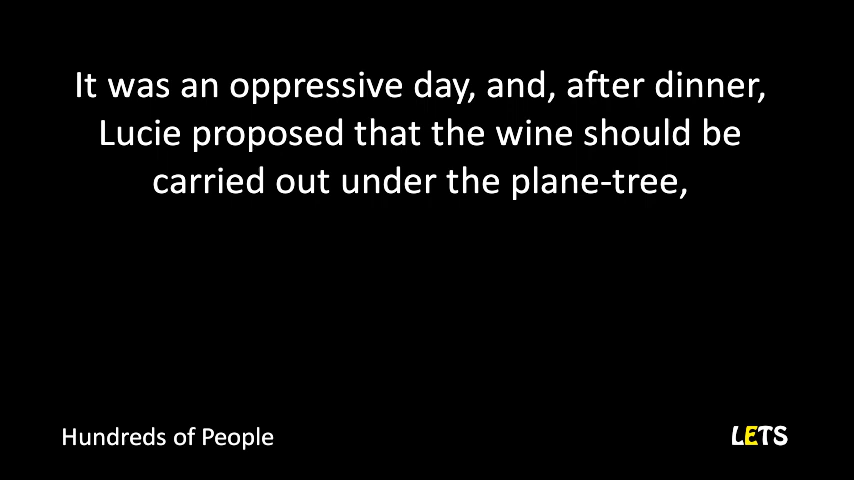 It was an oppressive day, and, after dinner,
Lucie proposed that the wine should be
carried out under the plane-tree,
Hundreds of People
LETS